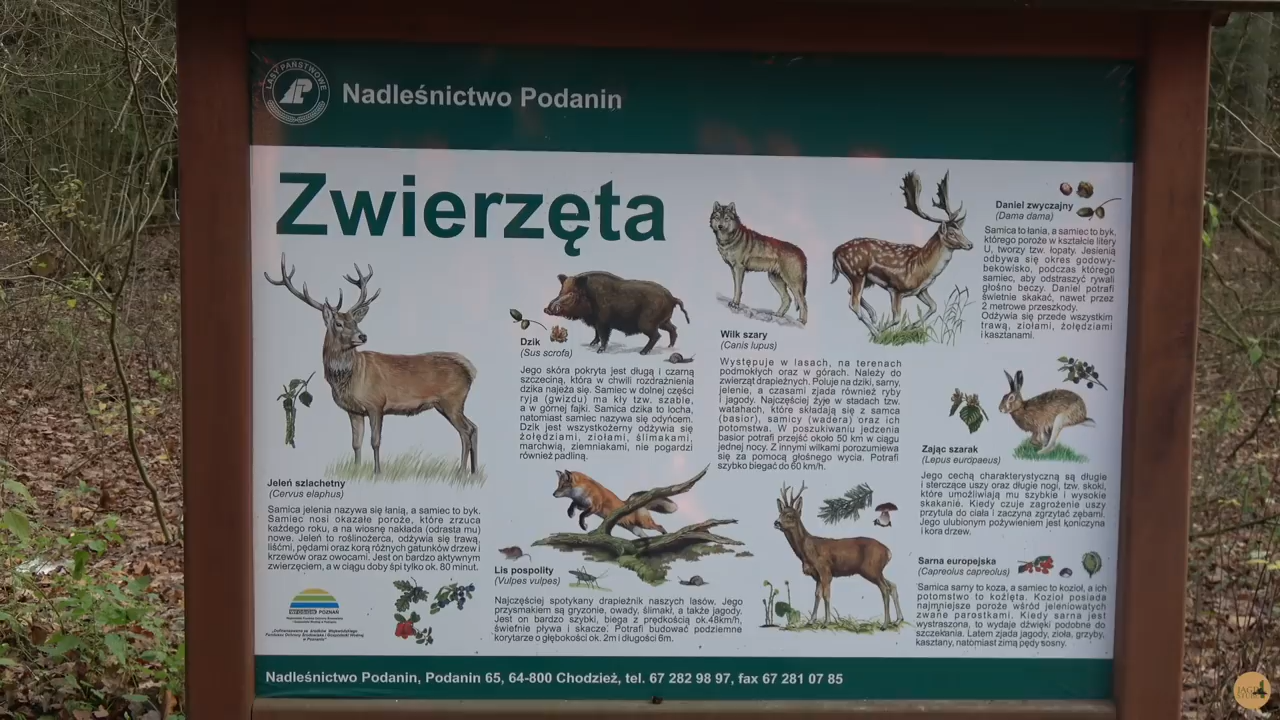 LASY PAŃSTWOWE
Nadleśnictwo Podanin
Zwierzęta
Jeleń szlachetny
(Cervus elaphus)
Samica jelenia nazywa się łanią, a samiec to byk.
Samiec nosi okazałe poroże, które zrzuca
każdego roku, a na wiosnę nakłada (odrasta mu)
nowe. Jeleń to roślinożerca, odżywia się trawą,
liśćmi, pędami oraz korą różnych gatunków drzew i
krzewów oraz owocami. Jest on bardzo aktywnym
zwierzęciem, a w ciągu doby śpi tylko ok. 80 minut.
Dzik
(Sus scrofa)
Jego skóra pokryta jest długą i czarną
szczeciną, która w chwili rozdrażnienia
dzika najeża się. Samiec w dolnej części
ryja (gwizdu) ma kły tzw. szable,
a w górnej fajki. Samica dzika to locha,
natomiast samiec nazywa się odyńcem.
Dzik jest wszystkożerny odżywia się
żołędziami, ziołami, ślimakami,
marchwią, ziemniakami, nie pogardzi
również padliną.
Lis pospolity
(Vulpes vulpes)
Najczęściej spotykany drapieżnik naszych lasów. Jego
przysmakiem są gryzonie, owady, ślimaki, a także jagody.
Jest on bardzo szybki, biega z prędkością ok.48km/h,
świetnie pływa i skacze. Potrafi budować podziemne
korytarze o głębokości ok. 2m i długości 6m.
Wilk szary
(Canis lupus)
Występuje w lasach, na terenach
podmokłych oraz w górach. Należy do
zwierząt drapieżnych. Poluje na dziki, sarny,
jelenie, a czasami zjada również ryby
i jagody. Najczęściej żyje w stadach tzw.
watahach, które składają się z samca
(basior), samicy (wadera) oraz ich
potomstwa. W poszukiwaniu jedzenia
basior potrafi przejść około 50 km w ciągu
jednej nocy. Z innymi wilkami porozumiewa
się za pomocą głośnego wycia. Potrafi
szybko biegać do 60 km/h.
Daniel zwyczajny
(Dama dama)
Samica to łania, a samiec to byk,
którego poroże w kształcie litery
U, tworzy tzw. łopaty. Jesienią
odbywa się okres godowy-
bekowisko, podczas którego
samiec, aby odstraszyć rywali
głośno beczy. Daniel potrafi
świetnie skakać, nawet przez
2 metrowe przeszkody.
Odżywia się przede wszystkim
trawą, ziołami, żołędziami
i kasztanami.
Zając szarak
(Lepus europaeus)
Jego cechą charakterystyczną są długie
i sterczące uszy oraz długie nogi, tzw. skoki,
które umożliwiają mu szybkie i wysokie
skakanie. Kiedy czuje zagrożenie uszy
przytula do ciała i zaczyna zgrzytać zębami.
Jego ulubionym pożywieniem jest koniczyna
i kora drzew.
Sarna europejska
(Capreolus capreolus)
Samica sarny to koza, a samiec to kozioł, a ich
potomstwo to koźlęta. Kozioł posiada
najmniejsze poroże wśród jeleniowatych
zwane parostkami. Kiedy sarna jest
wystraszona, to wydaje dźwięki podobne do
szczekania. Latem zjada jagody, zioła, grzyby,
kasztany, natomiast zimą pędy sosny.
WFOŚiGW POZNAŃ
„Dofinansowano ze środków Wojewódzkiego
Funduszu Ochrony Środowiska i Gospodarki Wodnej
w Poznaniu"
Nadleśnictwo Podanin, Podanin 65, 64-800 Chodzież, tel. 67 282 98 97, fax 67 281 07 85